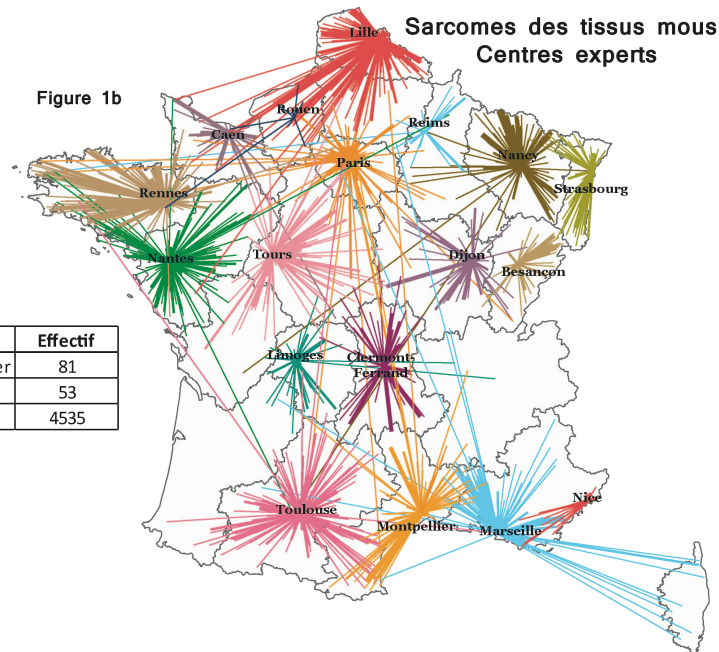 Sarcomes des tissus mous
Centres experts
Figure 1b
Lille
Rouen
Caen
Reims
Paris
Nancy
Strasbourg
Rennes
Nantes
Tours
Dijon
Besançon
Effectif
er 81
53
4535
Limoges
Clermont-
Ferrand
Toulouse
Montpellier
Marseille
Nice